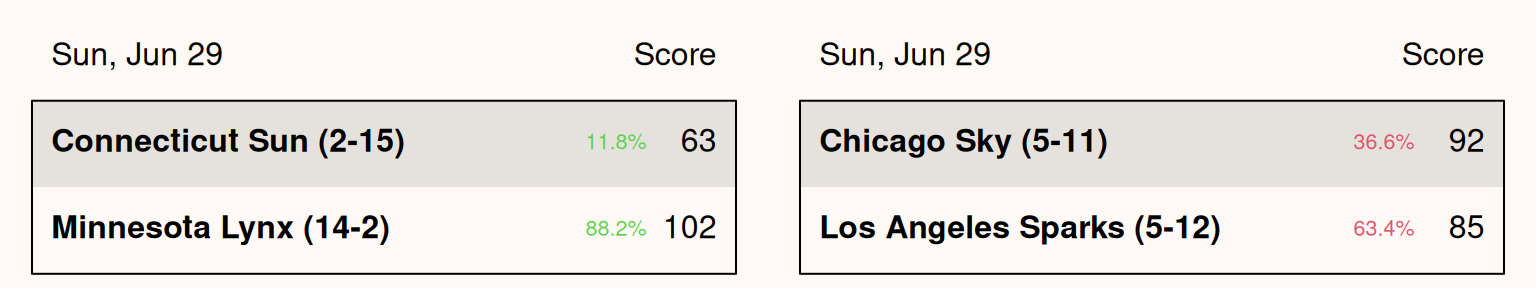 Sun, Jun 29 Score
Connecticut Sun (2-15) 11.8% 63
Minnesota Lynx (14-2) 88.2% 102
Sun, Jun 29 Score
Chicago Sky (5-11) 36.6% 92
Los Angeles Sparks (5-12) 63.4% 85